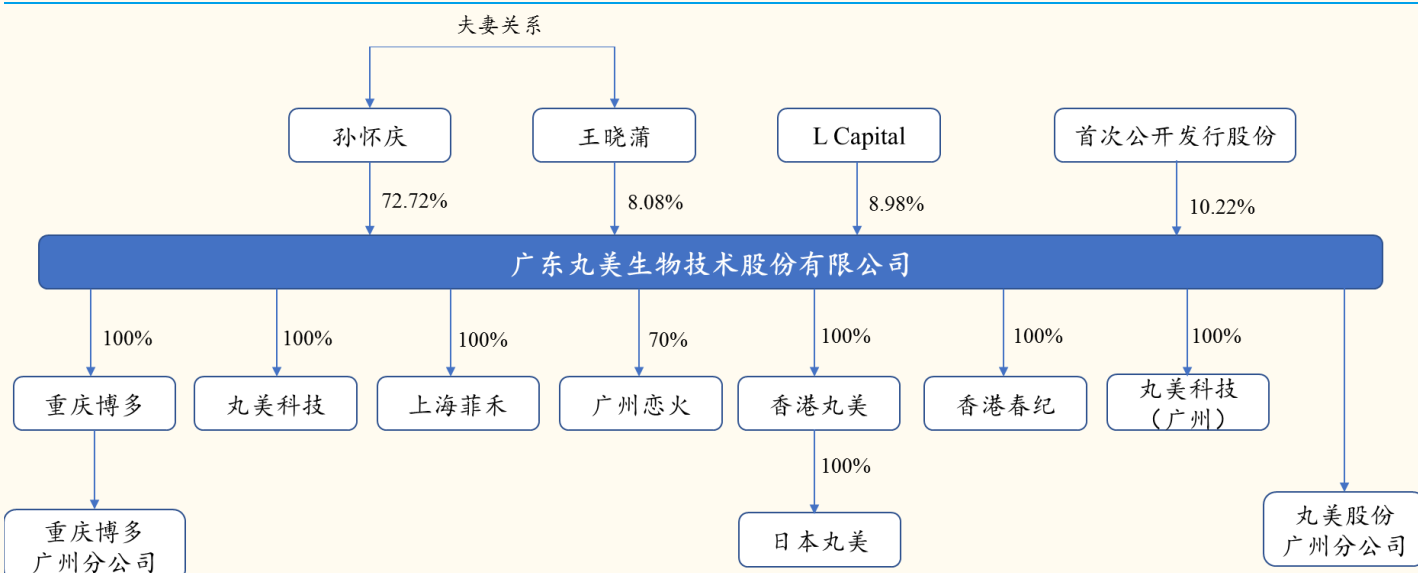 夫妻关系
孙怀庆
王晓蒲
L Capital
首次公开发行股份
72.72%
8.08%
8.98%
10.22%
广东丸美生物技术股份有限公司
100%
100%
100%
70%
100%
100%
100%
重庆博多
丸美科技
上海菲禾
广州恋火
香港丸美
香港春纪
丸美科技
（广州）
100%
重庆博多
广州分公司
日本丸美
丸美股份
广州分公司